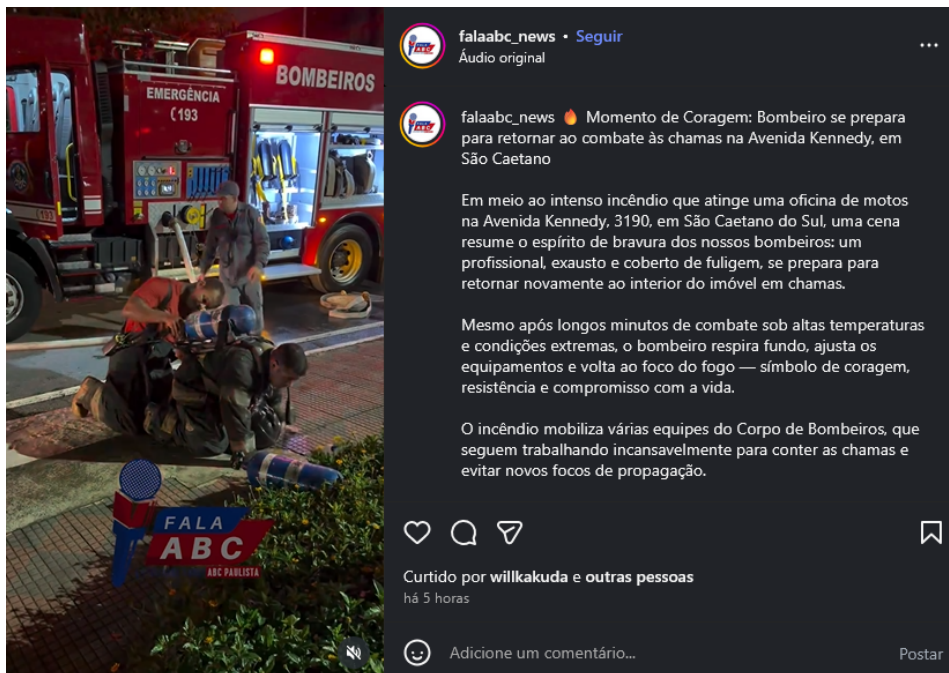 BOMBEIROS
EMERGÊNCIA
193
193
FALA
ABC
ABC PAULISTA
falaabc_news • Seguir
Áudio original
falaabc_news 🔥 Momento de Coragem: Bombeiro se prepara
para retornar ao combate às chamas na Avenida Kennedy, em
São Caetano
Em meio ao intenso incêndio que atinge uma oficina de motos
na Avenida Kennedy, 3190, em São Caetano do Sul, uma cena
resume o espírito de bravura dos nossos bombeiros: um
profissional, exausto e coberto de fuligem, se prepara para
retornar novamente ao interior do imóvel em chamas.
Mesmo após longos minutos de combate sob altas temperaturas
e condições extremas, o bombeiro respira fundo, ajusta os
equipamentos e volta ao foco do fogo — símbolo de coragem,
resistência e compromisso com a vida.
O incêndio mobiliza várias equipes do Corpo de Bombeiros, que
seguem trabalhando incansavelmente para conter as chamas e
evitar novos focos de propagação.
Curtido por willkakuda e outras pessoas
há 5 horas
Adicione um comentário...
Postar